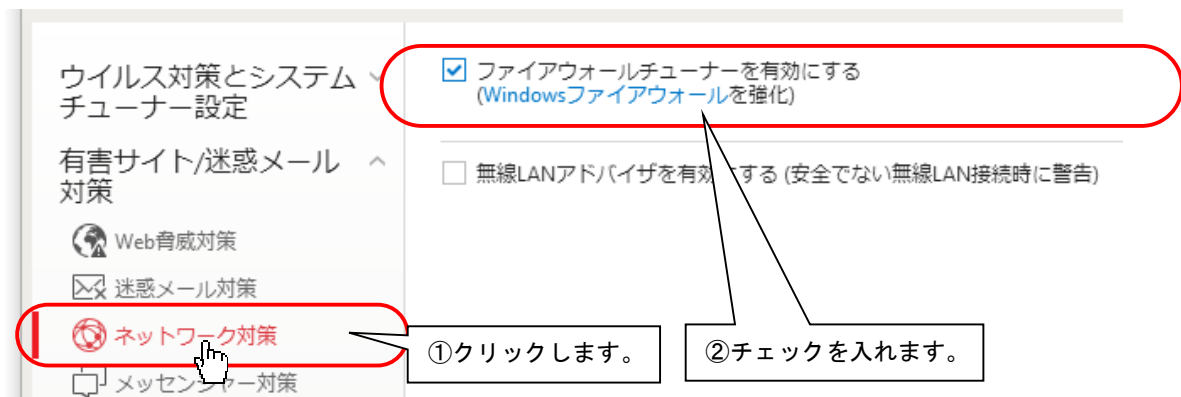 ウイルス対策とシステム
チューナー設定
有害サイト/迷惑メール
対策
Web脅威対策
迷惑メール対策
ネットワーク対策
メッセンジャー対策
ファイアウォールチューナーを有効にする
(Windowsファイアウォールを強化)
無線LANアドバイザを有効にする (安全でない無線LAN接続時に警告)
①クリックします。
②チェックを入れます。